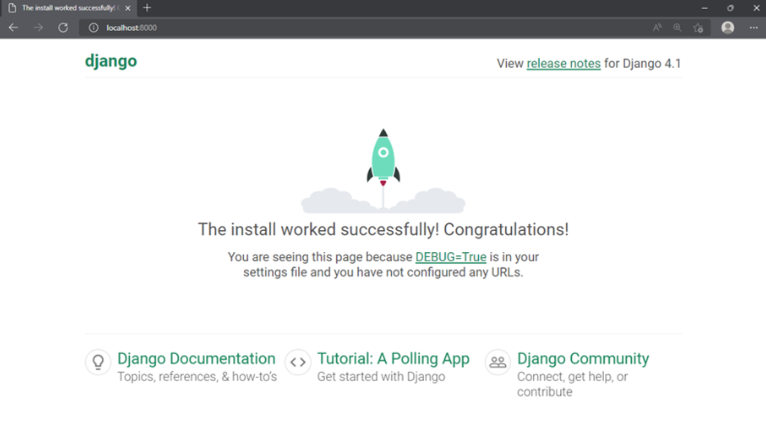 The install worked successfully! C
localhost:8000
django
View release notes for Django 4.1
The install worked successfully! Congratulations!
You are seeing this page because DEBUG=True is in your
settings file and you have not configured any URLs.
Django Documentation
Topics, references, & how-to's
Tutorial: A Polling App
Get started with Django
Django Community
Connect, get help, or
contribute